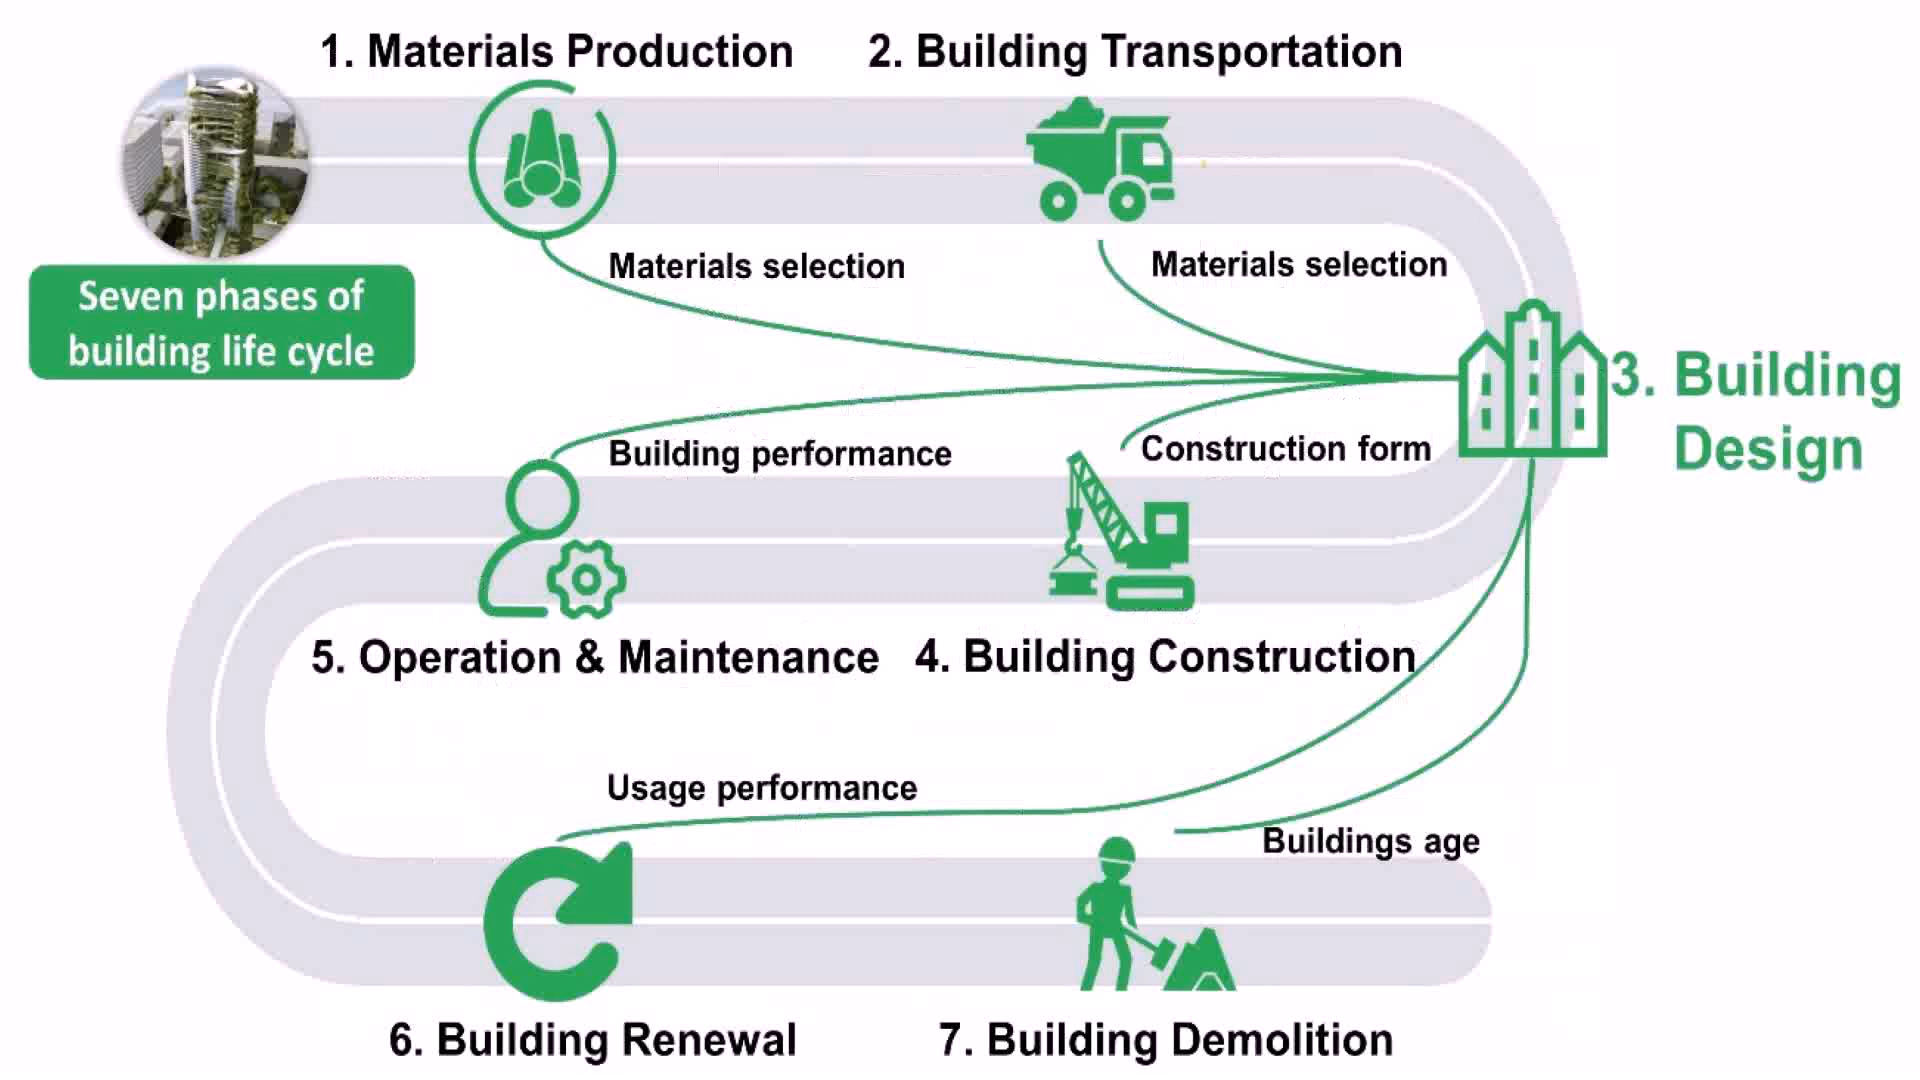 1. Materials Production
2. Building Transportation
Seven phases of
building life cycle
Materials selection
Materials selection
3. Building
Design
Building performance
Construction form
5. Operation & Maintenance
4. Building Construction
Usage performance
Buildings age
6. Building Renewal
7. Building Demolition